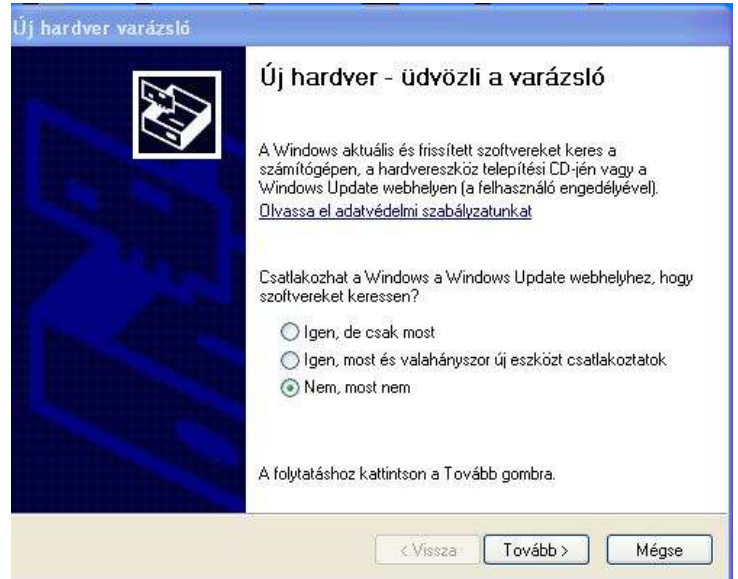 Új hardver varázsló
Új hardver - üdvözli a varázsló
A Windows aktuális és frissített szoftvereket keres a
számítógépen, a hardvereszköz telepítési CD-jén vagy a
Windows Update webhelyen (a felhasználó engedélyével).
Olvassa el adatvédelmi szabályzatunkat
Csatlakozhat a Windows a Windows Update webhelyhez, hogy
szoftvereket keressen?
Igen, de csak most
Igen, most és valahányszor új eszközt csatlakoztatok
Nem, most nem
A folytatáshoz kattintson a Tovább gombra.
< Vissza Tovább > Mégse